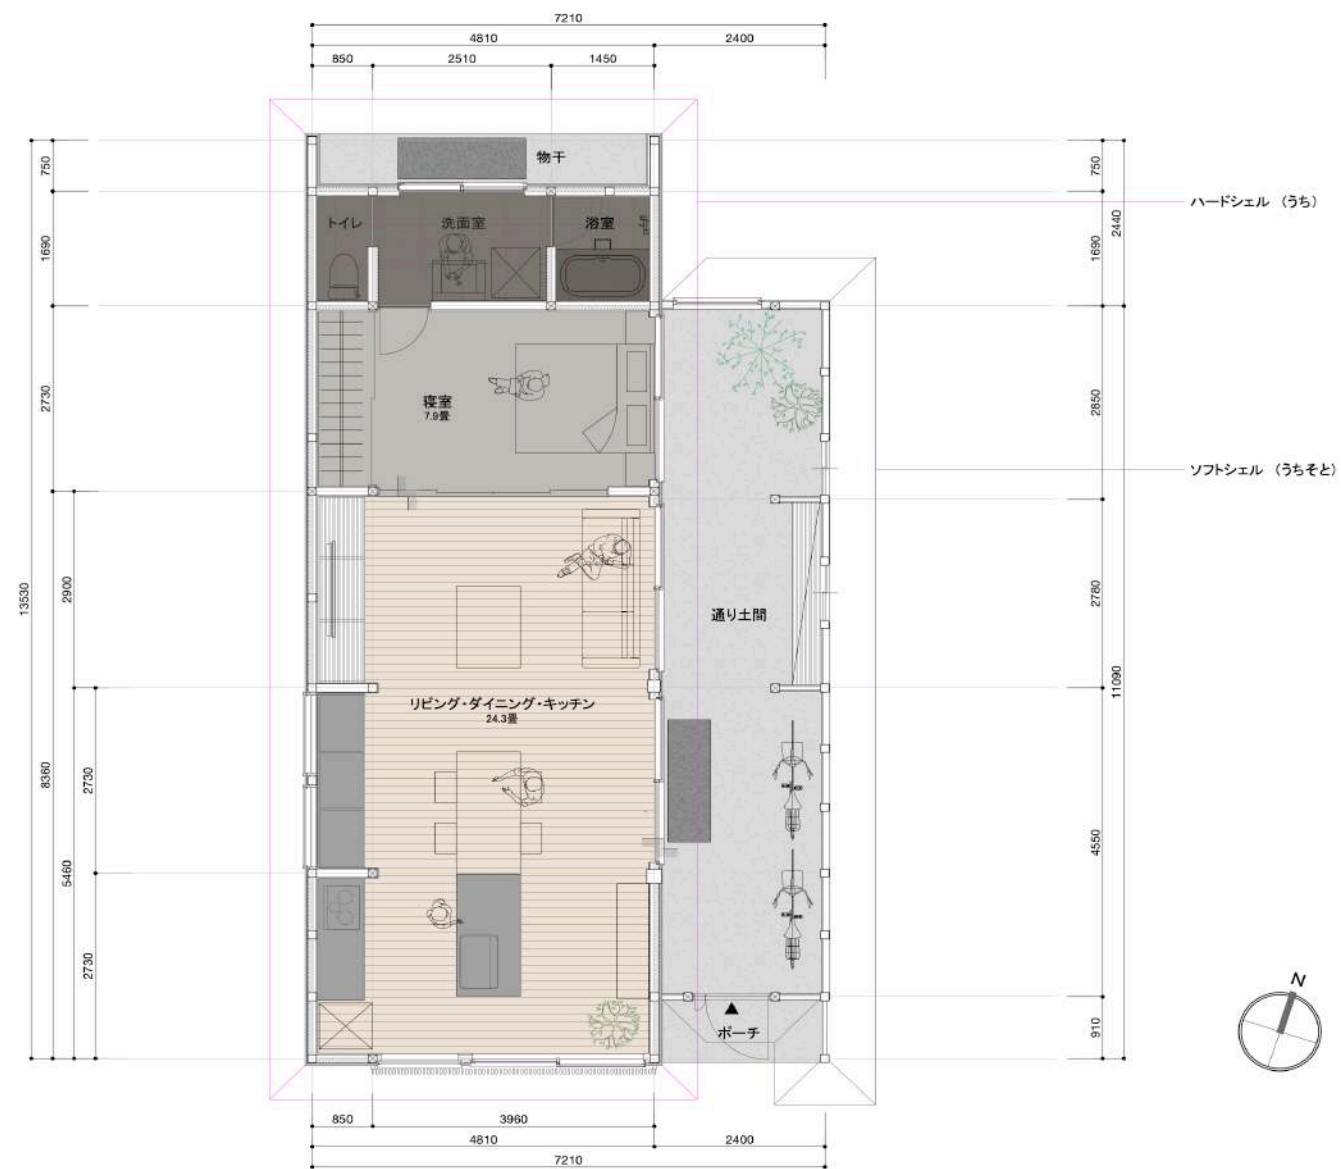 7210
4810
2400
850
2510
1450
物干
750
750
ハードシェル （うち）
トイレ
洗面室
浴室
1690
1690
2440
2730
寝室
7.9畳
2850
ソフトシェル （うちそと）
13530
2900
2780
通り土間
11090
リビング・ダイニング・キッチン
24.3畳
8360
2730
5460
4550
2730
N
910
ポーチ
850
3960
4810
2400
7210